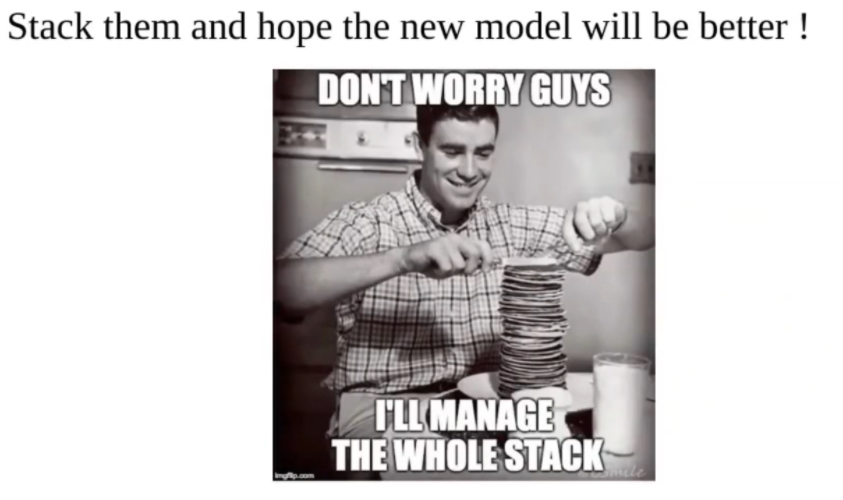 Stack them and hope the new model will be better !
DON'T WORRY GUYS
I'LL MANAGE
THE WHOLE STACK
imgflip.com